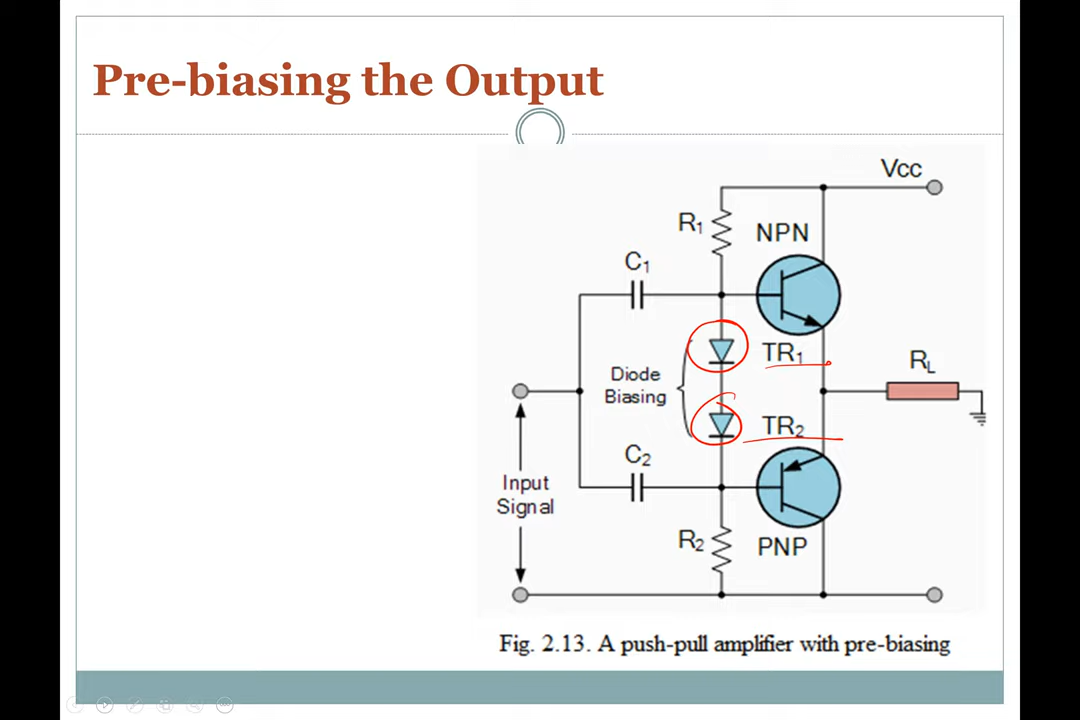 Pre-biasing the Output
Vcc
R1
NPN
C1
TR1
RL
Diode
Biasing
TR2
C2
Input
Signal
R2
PNP
Fig. 2.13. A push-pull amplifier with pre-biasing